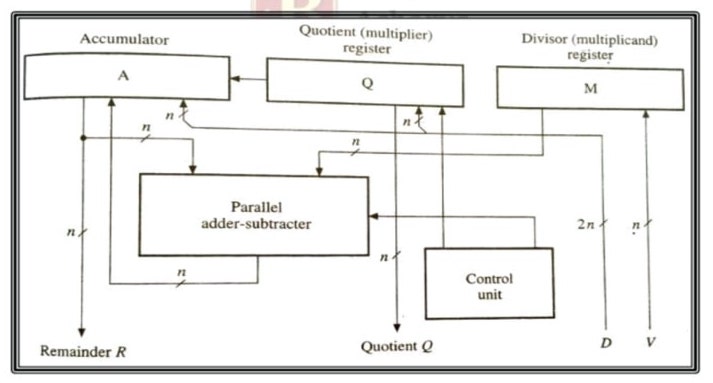 Accumulator
Quotient (multiplier)
register
Divisor (multiplicand)
register
A
Q
M
n
n
n
n
Parallel
adder-subtracter
n
n
n
2n
n
Control
unit
Remainder R
Quotient Q
D
V